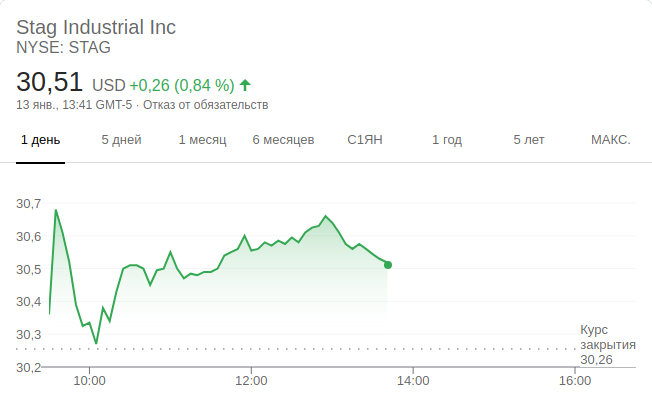 Stag Industrial Inc
NYSE: STAG
30,51 USD +0,26 (0,84 %)
13 янв., 13:41 GMT-5 · Отказ от обязательств
1 день 5 дней 1 месяц 6 месяцев С1ЯН 1 год 5 лет МАКС.
30,7
30,6
30,5
30,4
30,3
30,2
Курс
закрытия
30,26
10:00 12:00 14:00 16:00